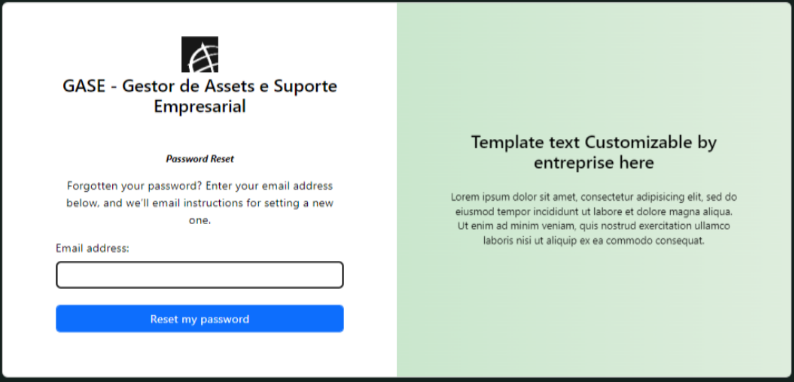 GASE - Gestor de Assets e Suporte
Empresarial
Password Reset
Forgotten your password? Enter your email address
below, and we'll email instructions for setting a new
one.
Email address:
Reset my password
Template text Customizable by
entreprise here
Lorem ipsum dolor sit amet, consectetur adipisicing elit, sed do
eiusmod tempor incididunt ut labore et dolore magna aliqua.
Ut enim ad minim veniam, quis nostrud exercitation ullamco
laboris nisi ut aliquip ex ea commodo consequat.